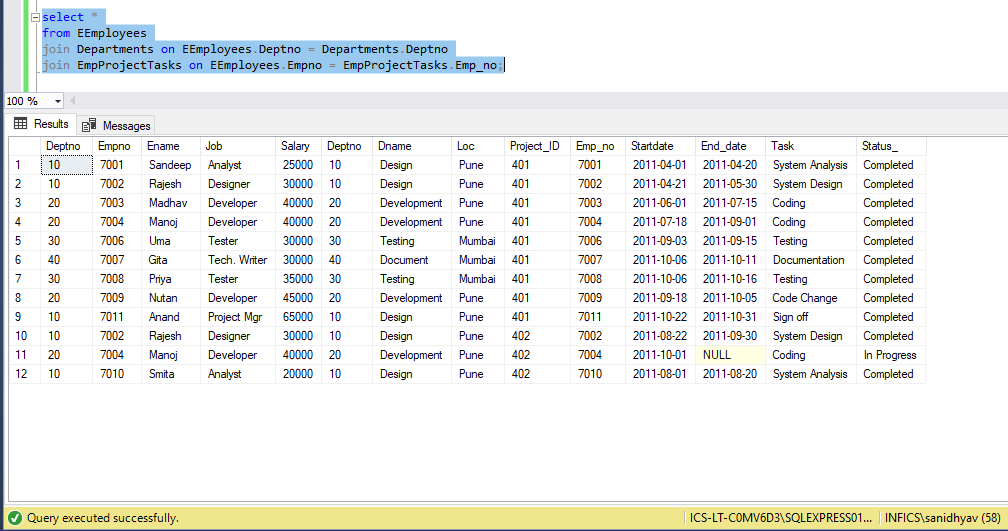 select *
from EEmployees
join Departments on EEmployees.Deptno = Departments.Deptno
join EmpProjectTasks on EEmployees.Empno = EmpProjectTasks.Emp_no;
100 %
Results Messages
Deptno Empno Ename Job Salary Deptno Dname Loc Project_ID Emp_no Startdate End_date Task Status_
1 10 7001 Sandeep Analyst 25000 10 Design Pune 401 7001 2011-04-01 2011-04-20 System Analysis Completed
2 10 7002 Rajesh Designer 30000 10 Design Pune 401 7002 2011-04-21 2011-05-30 System Design Completed
3 20 7003 Madhav Developer 40000 20 Development Pune 401 7003 2011-06-01 2011-07-15 Coding Completed
4 20 7004 Manoj Developer 40000 20 Development Pune 401 7004 2011-07-18 2011-09-01 Coding Completed
5 30 7006 Uma Tester 30000 30 Testing Mumbai 401 7006 2011-09-03 2011-09-15 Testing Completed
6 40 7007 Gita Tech. Writer 30000 40 Document Mumbai 401 7007 2011-10-06 2011-10-11 Documentation Completed
7 30 7008 Priya Tester 35000 30 Testing Mumbai 401 7008 2011-10-06 2011-10-16 Testing Completed
8 20 7009 Nutan Developer 45000 20 Development Pune 401 7009 2011-09-18 2011-10-05 Code Change Completed
9 10 7011 Anand Project Mgr 65000 10 Design Pune 401 7011 2011-10-22 2011-10-31 Sign off Completed
10 10 7002 Rajesh Designer 30000 10 Design Pune 402 7002 2011-08-22 2011-09-30 System Design Completed
11 20 7004 Manoj Developer 40000 20 Development Pune 402 7004 2011-10-01 NULL Coding In Progress
12 10 7010 Smita Analyst 20000 10 Design Pune 402 7010 2011-08-01 2011-08-20 System Analysis Completed
Query executed successfully. ICS-LT-C0MV6D3\SQLEXPRESS01... INFICS\sanidhyav (58)